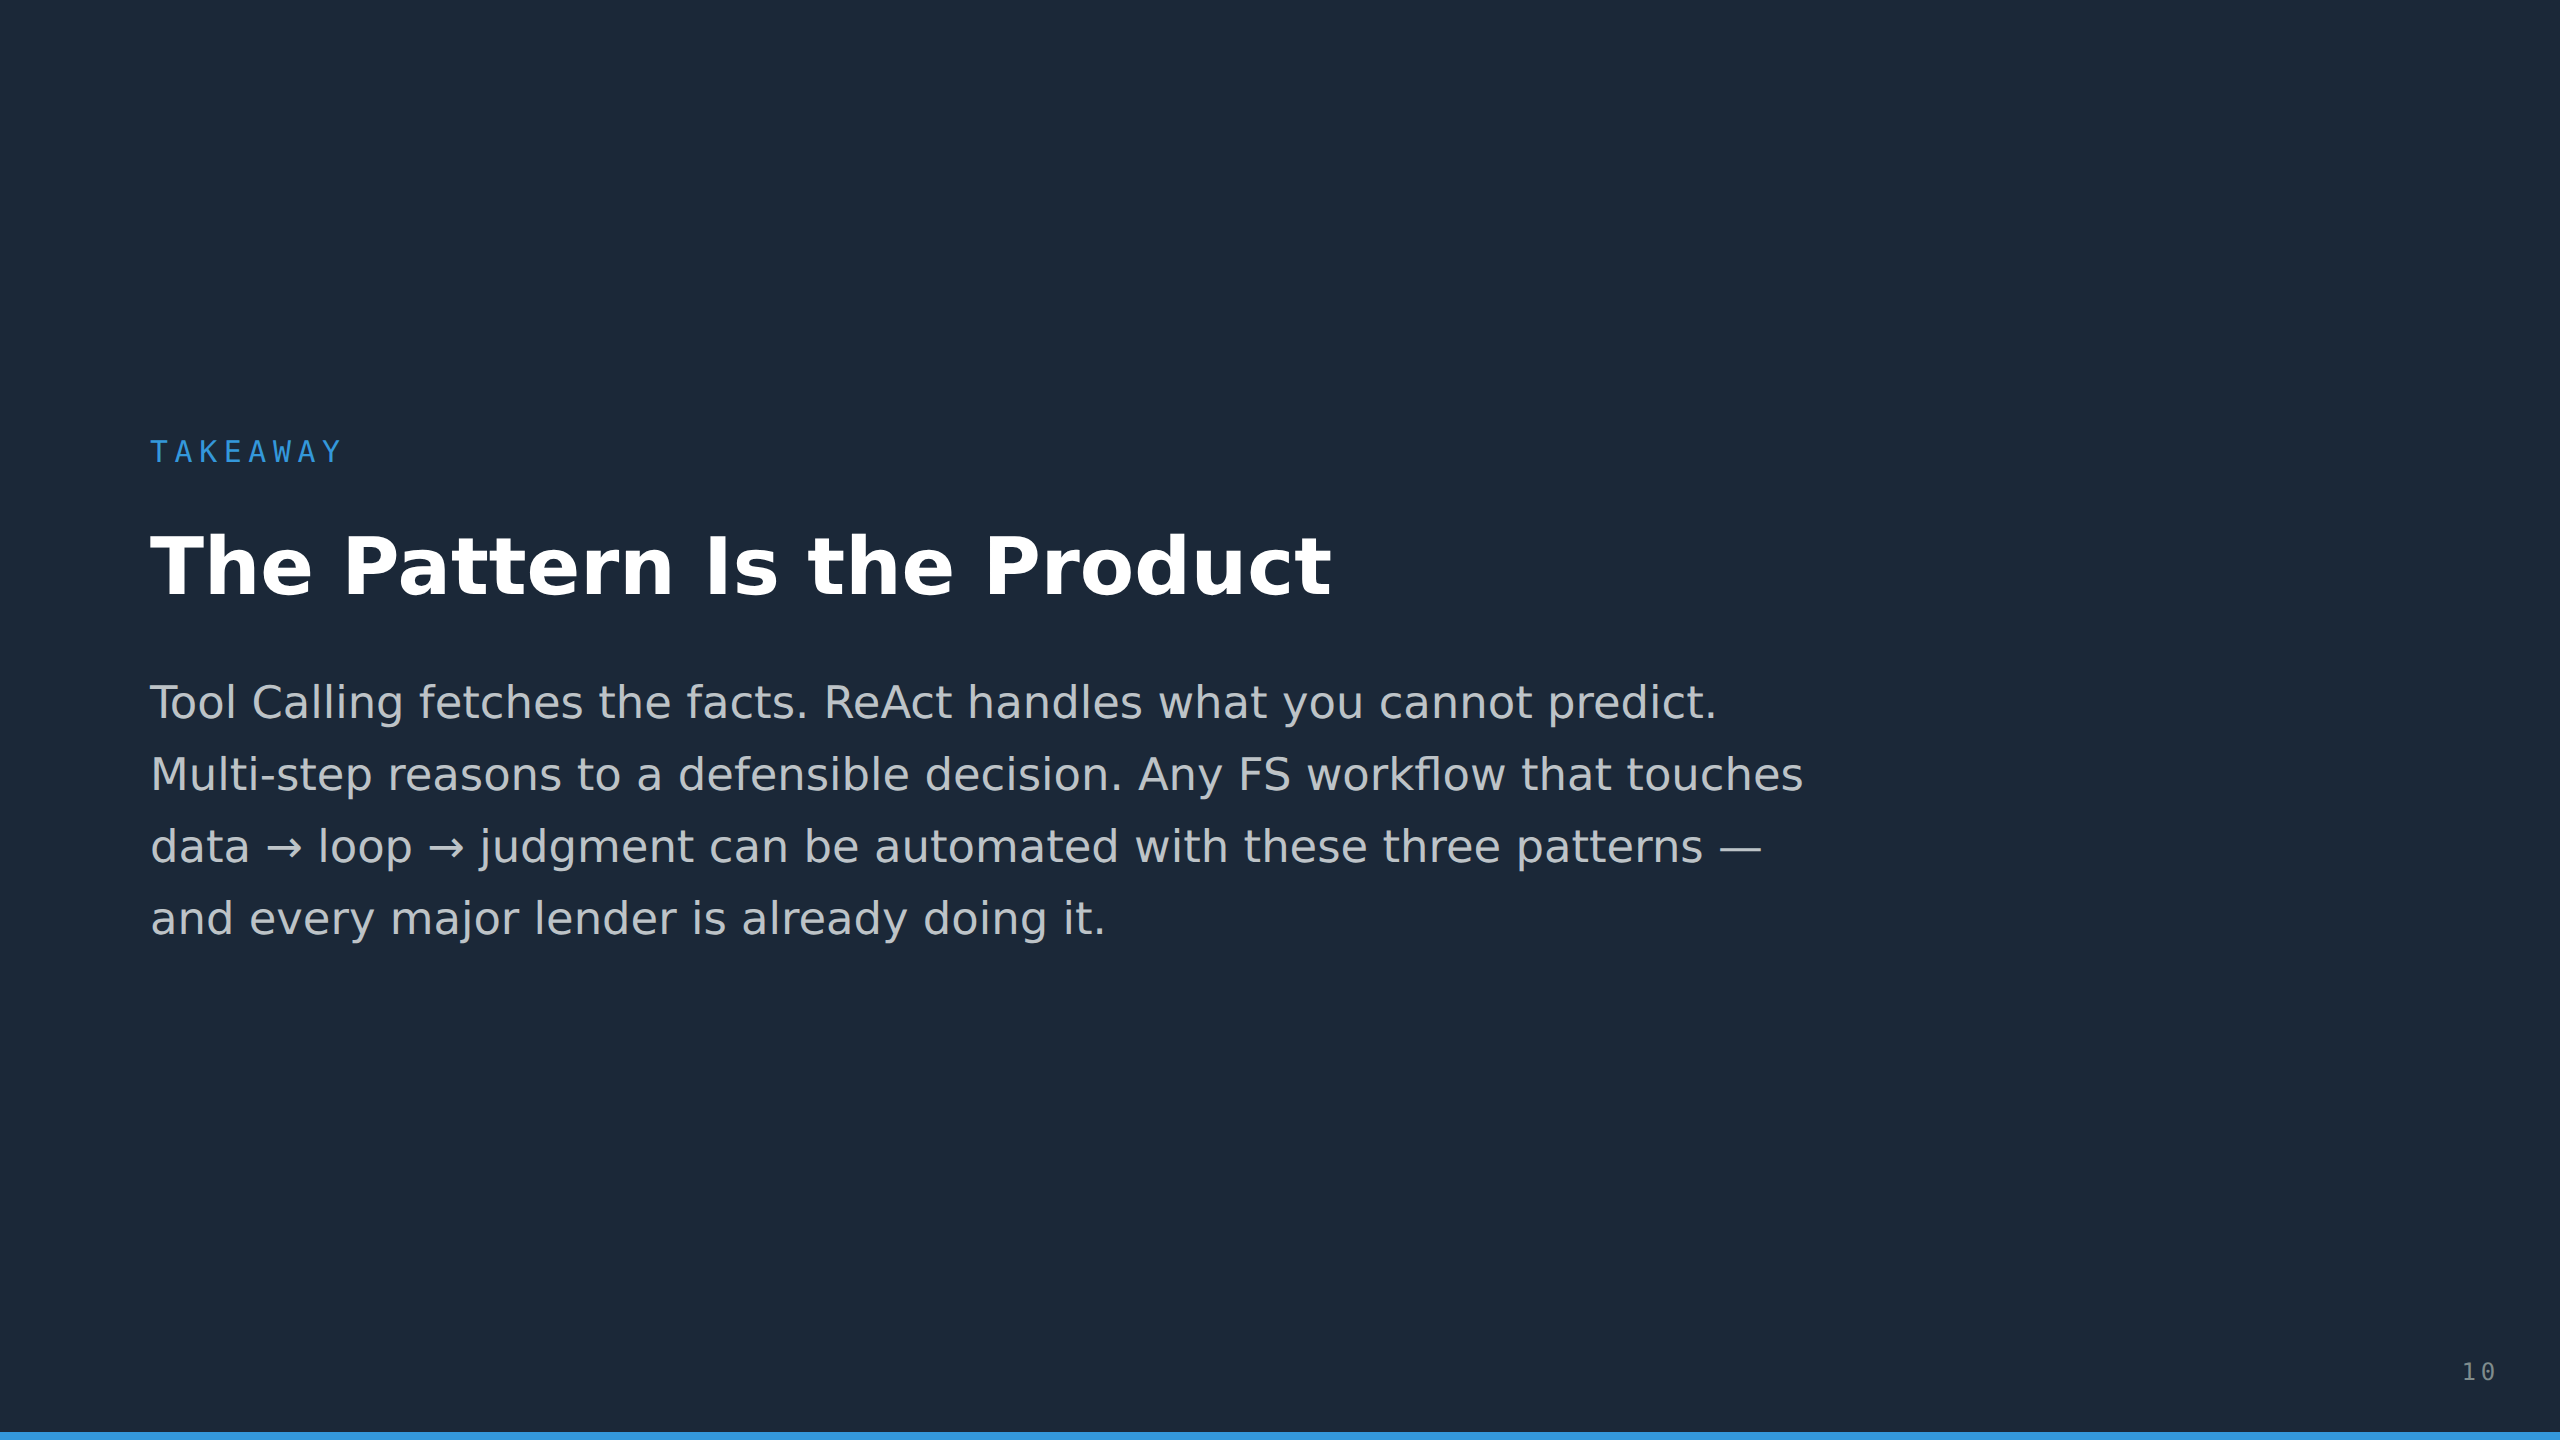 TAKEAWAY
The Pattern Is the Product
Tool Calling fetches the facts. ReAct handles what you cannot predict.
Multi-step reasons to a defensible decision. Any FS workflow that touches
data → loop → judgment can be automated with these three patterns —
and every major lender is already doing it.
10